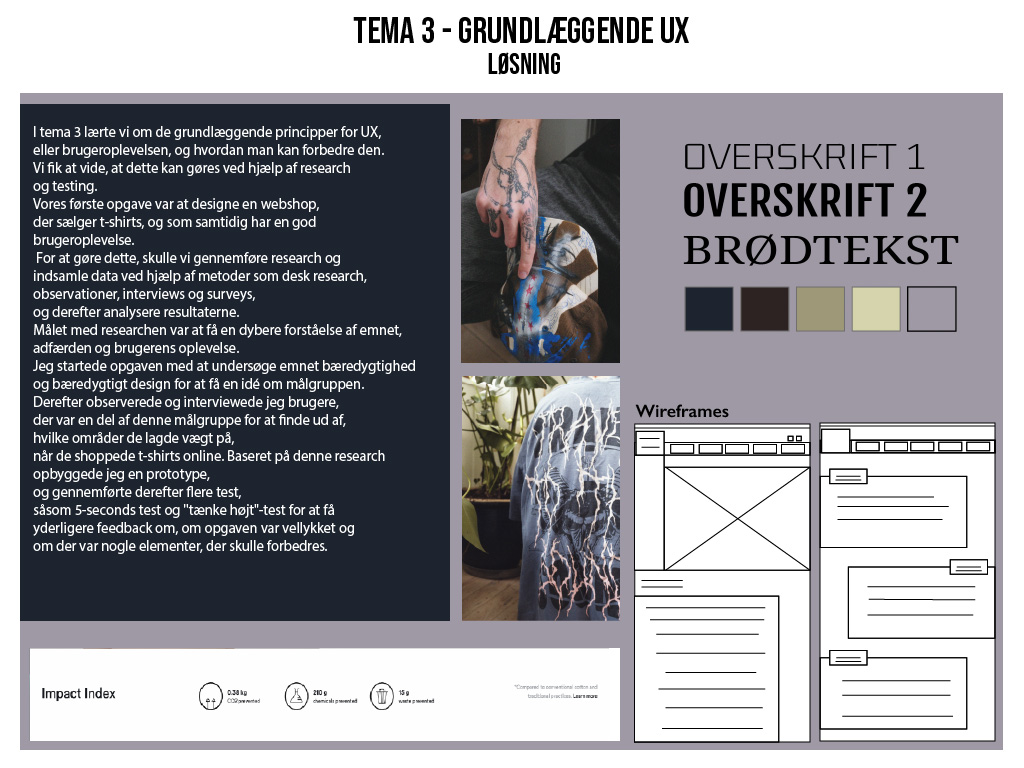 TEMA 3 - GRUNDLÆGGENDE UX
LØSNING
I tema 3 lærte vi om de grundlæggende principper for UX,
eller brugeroplevelsen, og hvordan man kan forbedre den.
Vi fik at vide, at dette kan gøres ved hjælp af research
og testing.
Vores første opgave var at designe en webshop,
der sælger t-shirts, og som samtidig har en god
brugeroplevelse.
For at gøre dette, skulle vi gennemføre research og
indsamle data ved hjælp af metoder som desk research,
observationer, interviews og surveys,
og derefter analysere resultaterne.
Målet med researchen var at få en dybere forståelse af emnet,
adfærden og brugerens oplevelse.
Jeg startede opgaven med at undersøge emnet bæredygtighed
og bæredygtigt design for at få en idé om målgruppen.
Derefter observerede og interviewede jeg brugere,
der var en del af denne målgruppe for at finde ud af,
hvilke områder de lagde vægt på,
når de shoppede t-shirts online. Baseret på denne research
opbyggede jeg en prototype,
og gennemførte derefter flere test,
såsom 5-seconds test og "tænke højt"-test for at få
yderligere feedback om, om opgaven var vellykket og
om der var nogle elementer, der skulle forbedres.
OVERSKRIFT 1
OVERSKRIFT 2
BRØDTEKST
Wireframes
Impact Index
0.38 kg
CO2 prevented
210 g
chemicals prevented
15 g
waste prevented
*Compared to conventional cotton and
traditional practices. Learn more